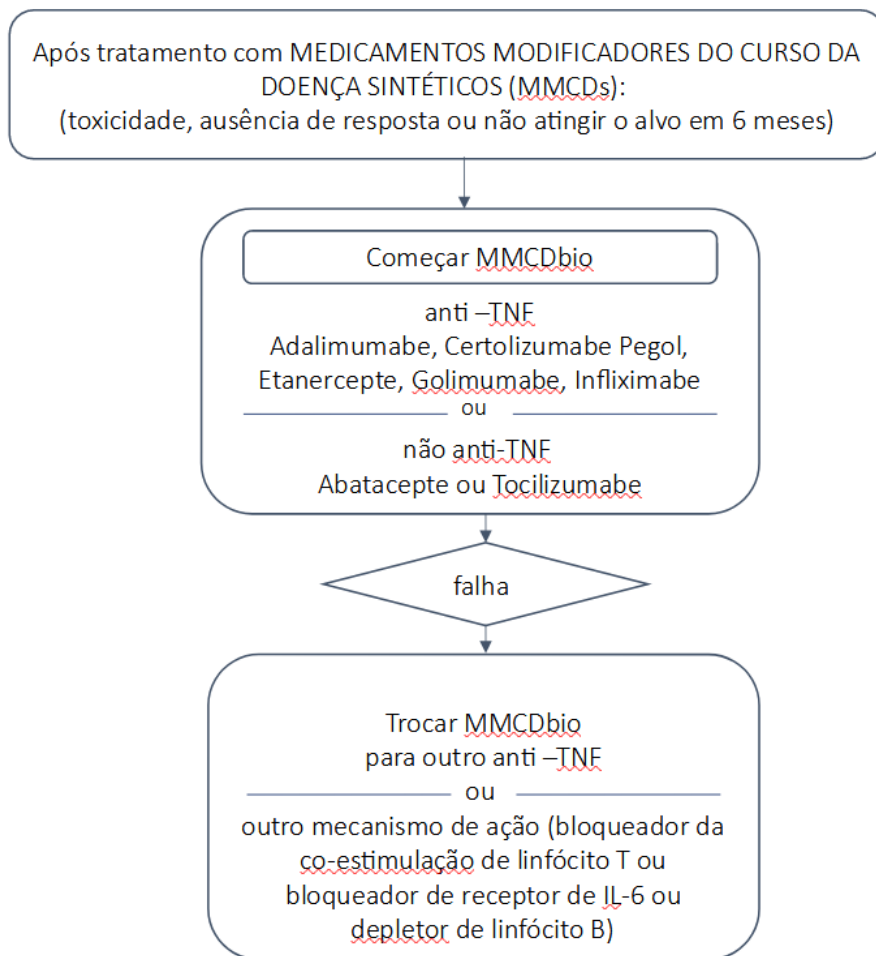 Após tratamento com MEDICAMENTOS MODIFICADORES DO CURSO DA
DOENÇA SINTÉTICOS (MMCDs):
(toxicidade, ausência de resposta ou não atingir o alvo em 6 meses)
Começar MMCDbio
anti –TNF
Adalimumabe, Certolizumabe Pegol,
Etanercepte, Golimumabe, Infliximabe
ou
não anti-TNF
Abatacepte ou Tocilizumabe
falha
Trocar MMCDbio
para outro anti –TNF
ou
outro mecanismo de ação (bloqueador da
co-estimulação de linfócito T ou
bloqueador de receptor de IL-6 ou
depletor de linfócito B)